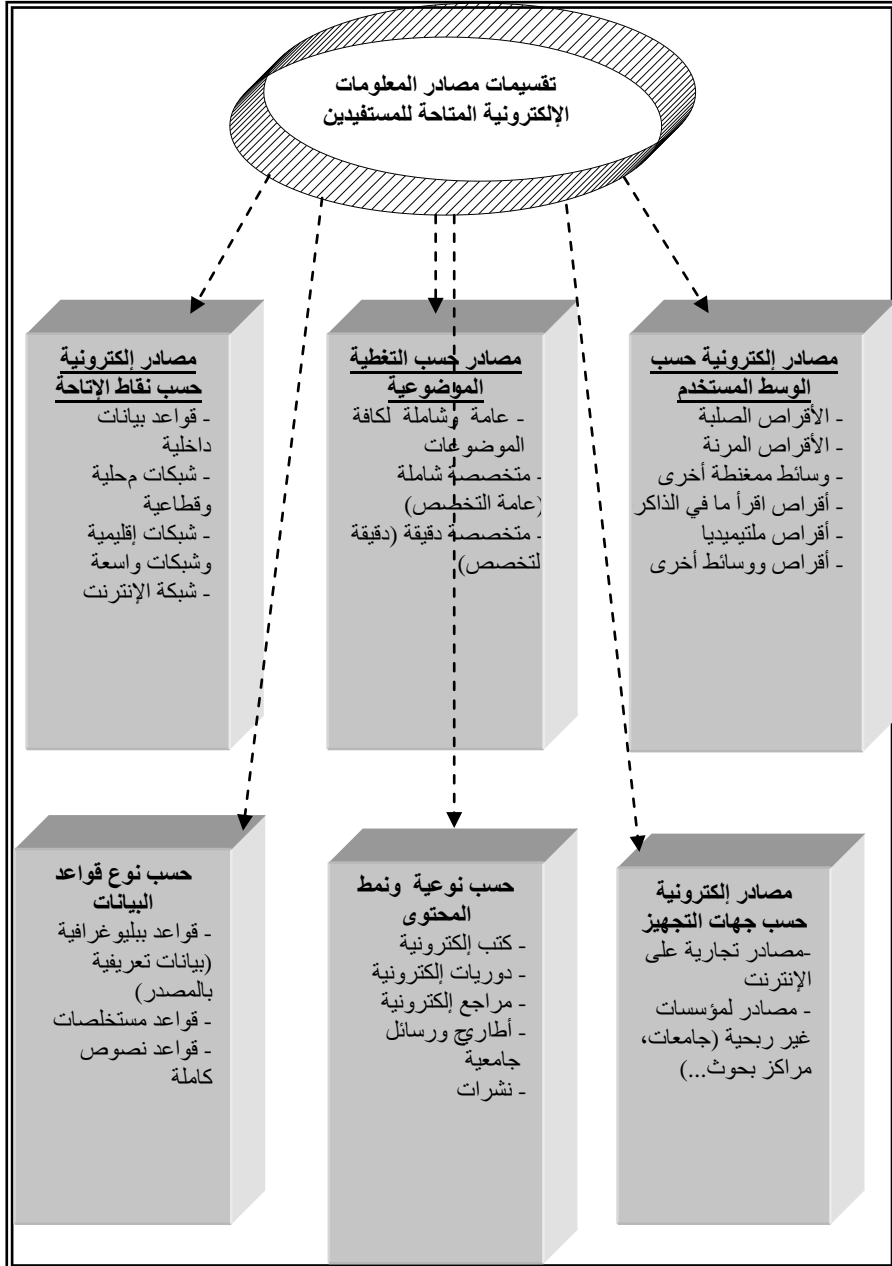 تقسيمات مصادر المعلومات
الإلكترونية المتاحة للمستفيدين
مصادر إلكترونية حسب
الوسط المستخدم
- الأقراص الصلبة
- الأقراص المرنة
- وسائط ممغنطة أخرى
- أقراص اقرأ ما في الذاكر
- أقراص ملتيميديا
- أقراص ووسائط أخرى
مصادر حسب التغطية
الموضوعية
- عامة وشاملة لكافة
الموضوعات
- متخصصة شاملة
(عامة التخصص)
- متخصصة دقيقة (دقيقة
لتخصص)
مصادر إلكترونية
حسب نقاط الإتاحة
- قواعد بيانات
داخلية
- شبكات محلية
وقطاعية
- شبكات إقليمية
وشبكات واسعة
- شبكة الإنترنت
مصادر إلكترونية
حسب جهات التجهيز
-مصادر تجارية على
الإنترنت
- مصادر لمؤسسات
غير ربحية (جامعات،
مراكز بحوث...)
حسب نوعية ونمط
المحتوى
- كتب إلكترونية
- دوريات إلكترونية
- مراجع إلكترونية
- أطاريح ورسائل
جامعية
- نشرات
حسب نوع قواعد
البيانات
- قواعد ببليوغرافية
(بيانات تعريفية
بالمصدر)
- قواعد مستخلصات
- قواعد نصوص
كاملة